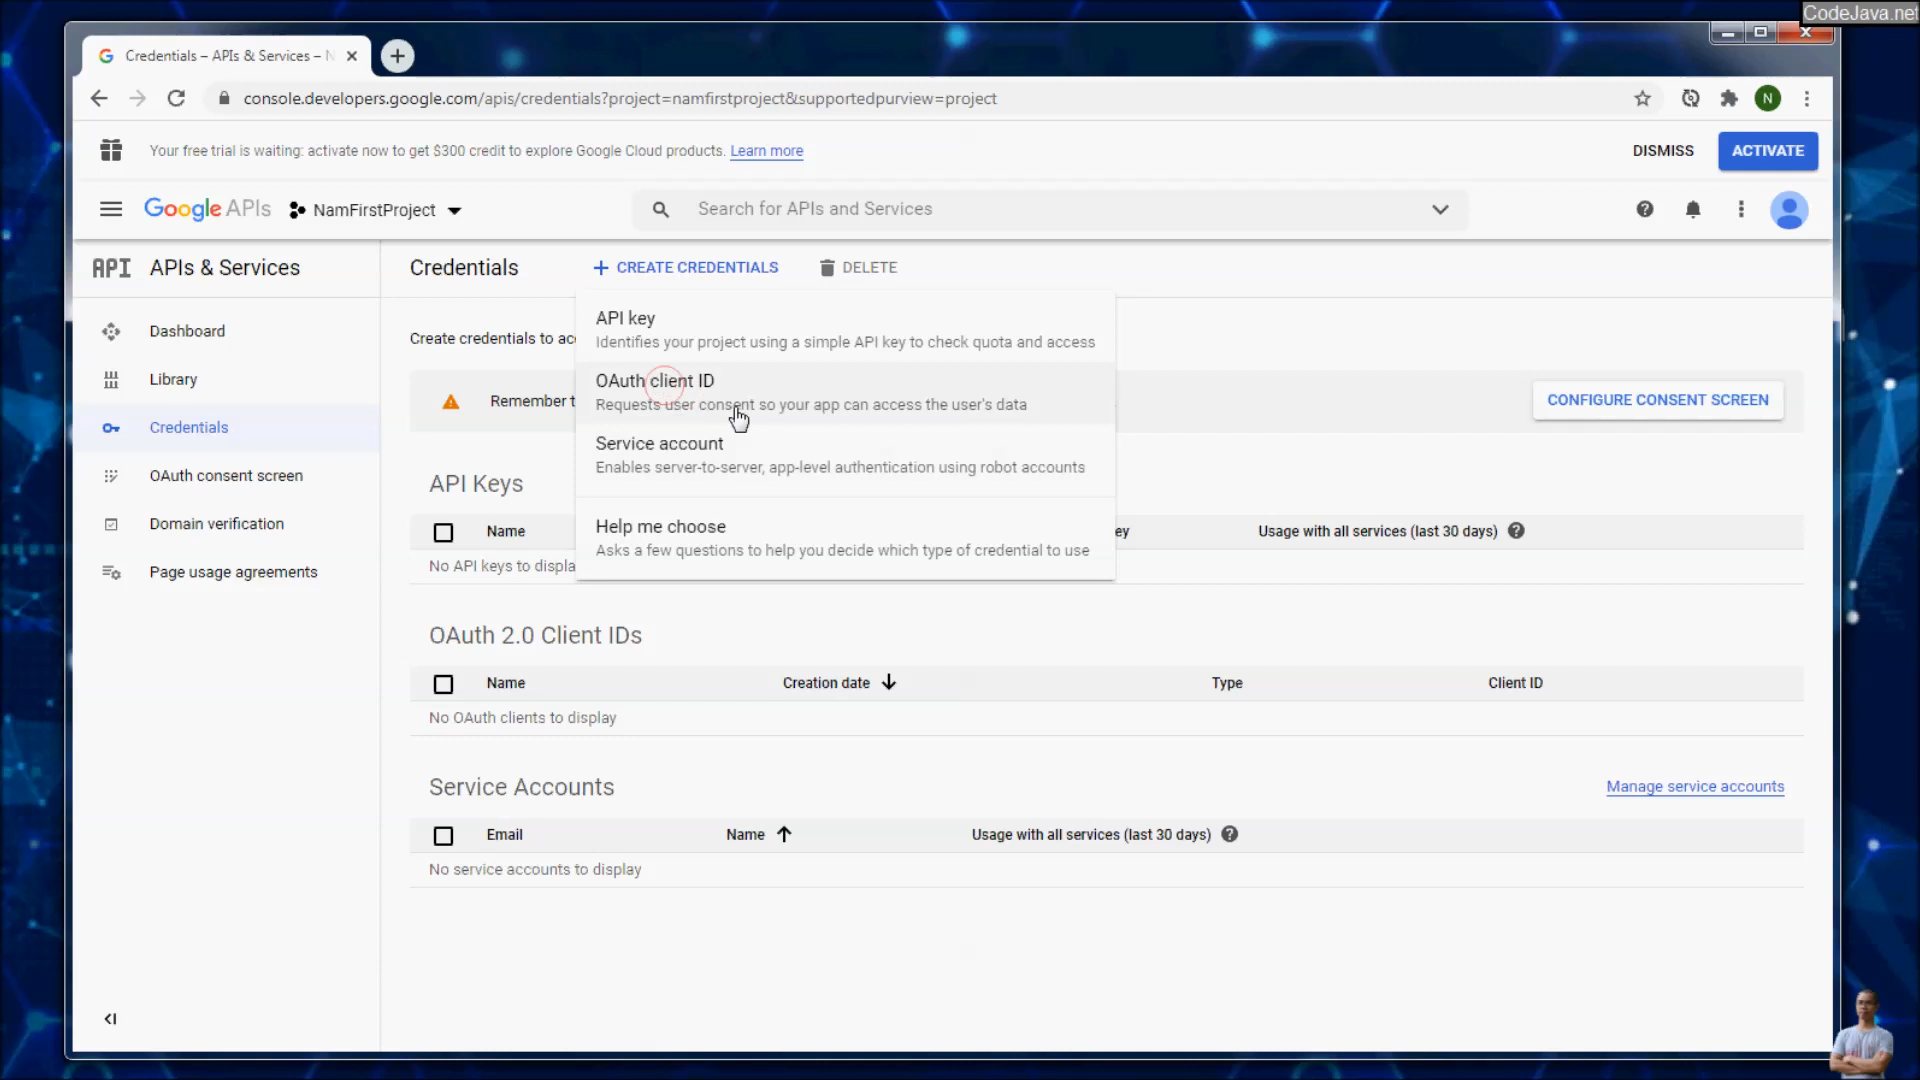 CodeJava.net
Credentials – APIs & Services – N
console.developers.google.com/apis/credentials?project=namfirstproject&supportedpurview=project
N
Your free trial is waiting: activate now to get $300 credit to explore Google Cloud products. Learn more
DISMISS
ACTIVATE
Google APIs
NamFirstProject
Search for APIs and Services
API APIs & Services
Credentials
CREATE CREDENTIALS
DELETE
Dashboard
Library
Credentials
OAuth consent screen
Domain verification
Page usage agreements
Create credentials to
Remember
CONFIGURE CONSENT SCREEN
API key
Identifies your project using a simple API key to check quota and access
OAuth client ID
Requests user consent so your app can access the user's data
Service account
Enables server-to-server, app-level authentication using robot accounts
Help me choose
Asks a few questions to help you decide which type of credential to use
API Keys
Name
Usage with all services (last 30 days)
No API keys to displa
OAuth 2.0 Client IDs
Name
Creation date
Type
Client ID
No OAuth clients to display
Service Accounts
Manage service accounts
Email
Name
Usage with all services (last 30 days)
No service accounts to display